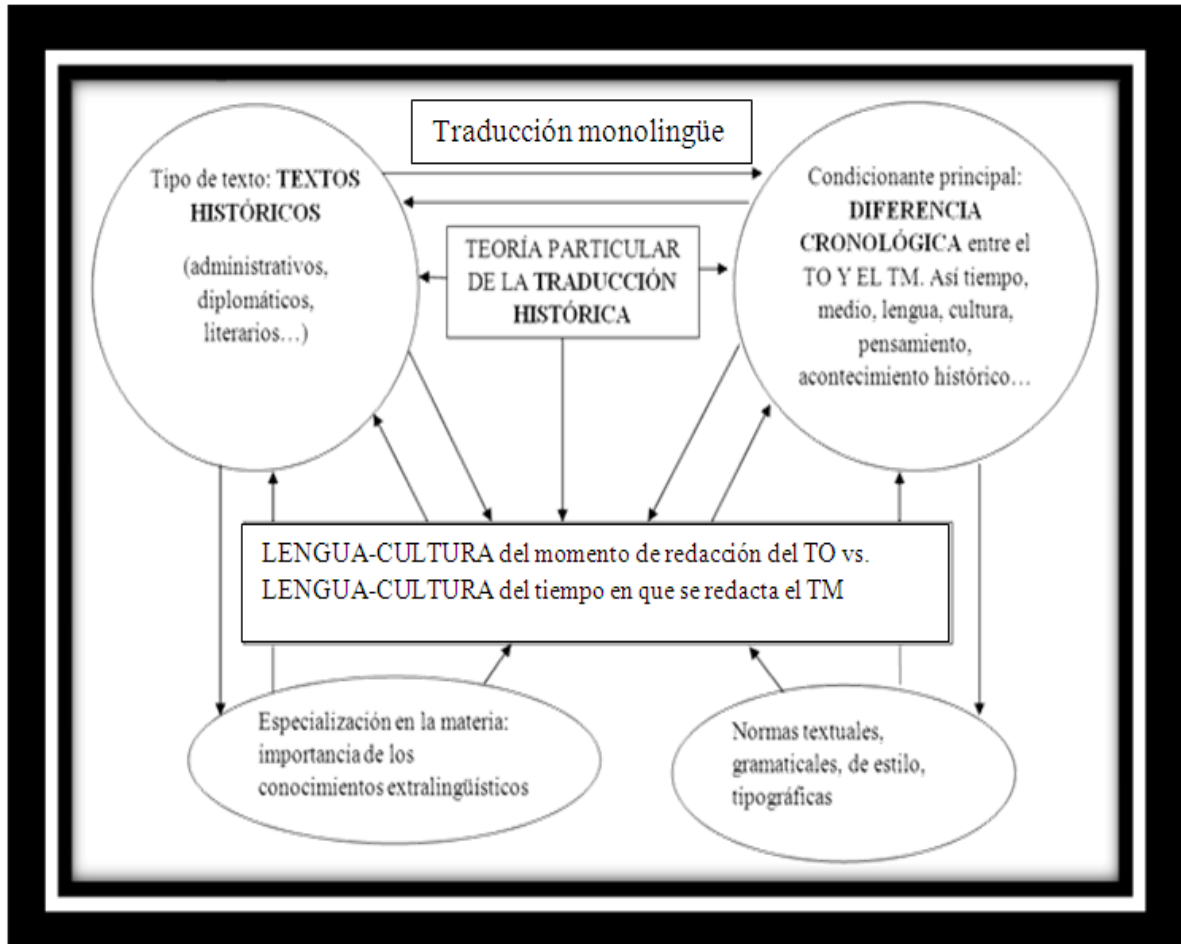 Traducción monolingüe
Tipo de texto: TEXTOS
HISTÓRICOS
(administrativos,
diplomáticos,
literarios…)
TEORÍA PARTICULAR
DE LA TRADUCCIÓN
HISTÓRICA
Condicionante principal:
DIFERENCIA
CRONOLÓGICA entre el
TO Y EL TM. Así tiempo,
medio, lengua, cultura,
pensamiento,
acontecimiento histórico…
LENGUA-CULTURA del momento de redacción del TO vs.
LENGUA-CULTURA del tiempo en que se redacta el TM
Especialización en la materia:
importancia de los
conocimientos extralingüísticos
Normas textuales,
gramaticales, de estilo,
tipográficas